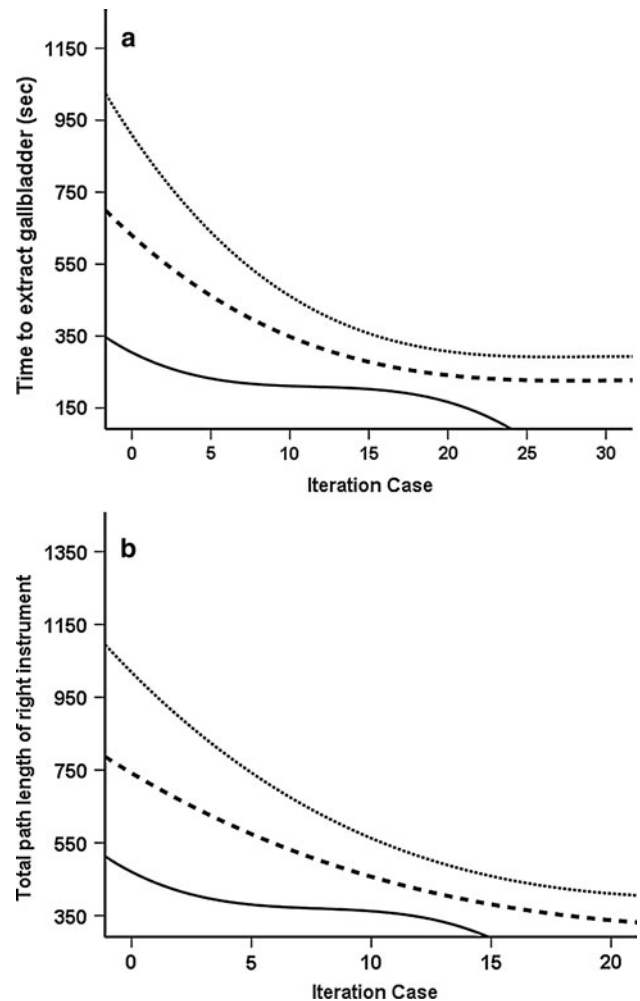 a
Time to extract gallbladder (sec)
1150
950
750
550
350
150
0 5 10 15 20 25 30
Iteration Case
b
Total path length of right instrument
1350
1150
950
750
550
350
0 5 10 15 20
Iteration Case